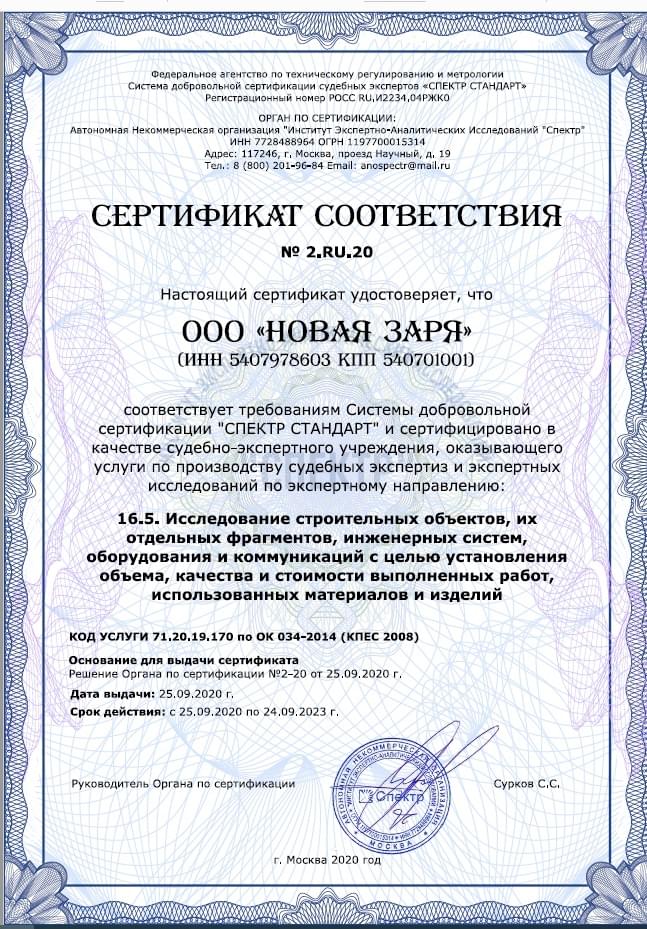 Федеральное агентство по техническому регулированию и метрологии
Система добровольной сертификации судебных экспертов «СПЕКТР СТАНДАРТ»
Регистрационный номер РОСС RU,И2234,04РЖК0
ОРГАН ПО СЕРТИФИКАЦИИ:
Автономная Некоммерческая организация "Институт Экспертно-Аналитических Исследований "Спектр"
ИНН 7728488964 ОГРН 1197700015314
Адрес: 117246, г, Москва, проезд Научный, д, 19
Тел.: 8 (800) 201-96-84 Email: anospectr@mail.ru
СЕРТИФИКАТ СООТВЕТСТВИЯ
№ 2.RU.20
Настоящий сертификат удостоверяет, что
ООО «НОВАЯ ЗАРЯ»
(ИНН 5407978603 КПП 540701001)
соответствует требованиям Системы добровольной
сертификации "СПЕКТР СТАНДАРТ" и сертифицировано в
качестве судебно-экспертного учреждения, оказывающего
услуги по производству судебных экспертиз и экспертных
исследований по экспертному направлению:
16.5. Исследование строительных объектов, их
отдельных фрагментов, инженерных систем,
оборудования и коммуникаций с целью установления
объема, качества и стоимости выполненных работ,
использованных материалов и изделий
КОД УСЛУГИ 71.20.19.170 по ОК 034-2014 (КПЕС 2008)
Основание для выдачи сертификата
Решение Органа по сертификации №2-20 от 25.09.2020 г.
Дата выдачи: 25.09.2020 г.
Срок действия: с 25.09.2020 по 24.09.2023 г.
Руководитель Органа по сертификации
АВТОНОМНАЯ НЕКОММЕРЧЕСКАЯ ОРГАНИЗАЦИЯ
Спектр
МОСКВА
Сурков С.С.
г. Москва 2020 год